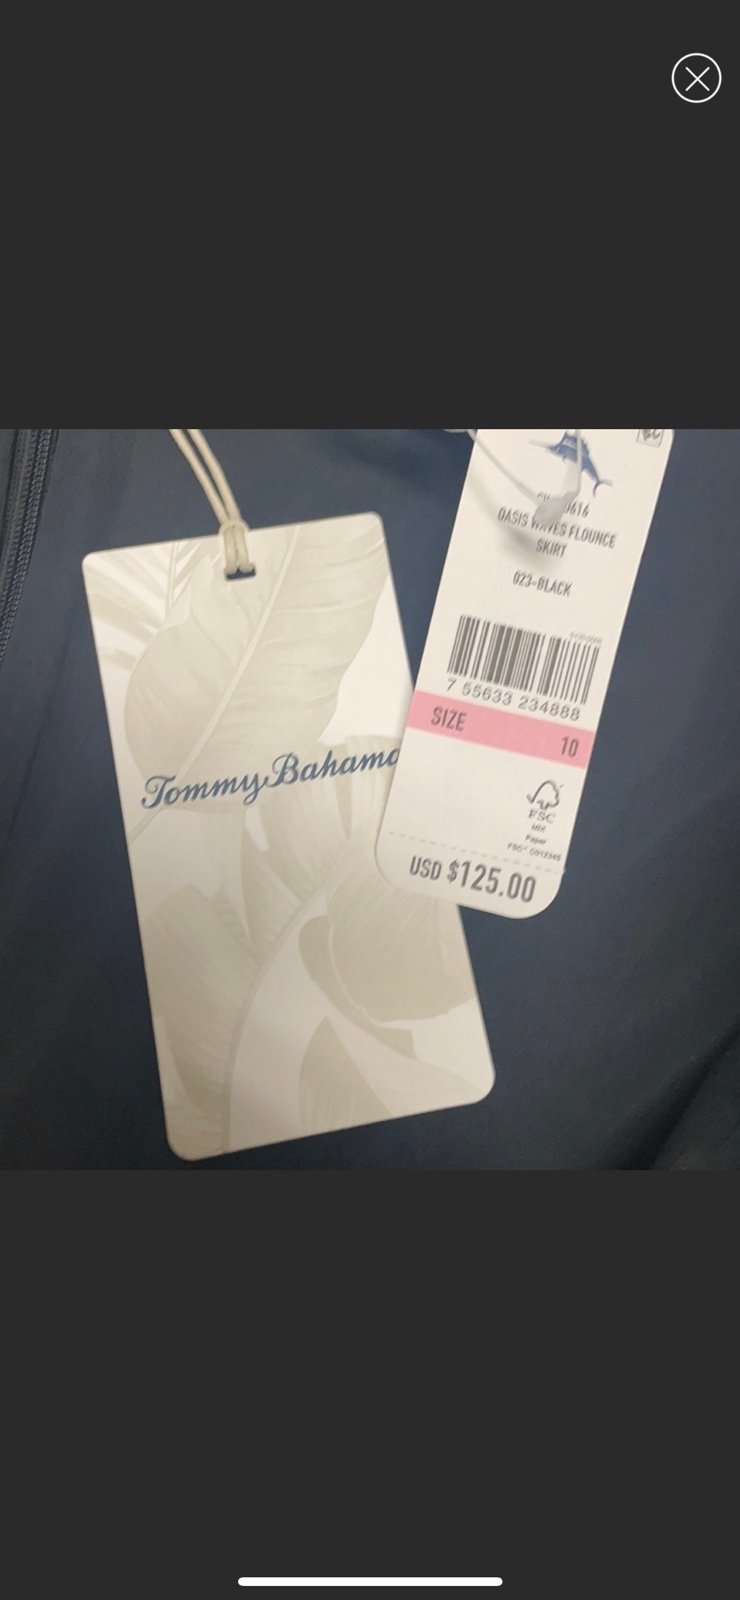 Tommy Bahama
0616
OASIS WAVES FLOUNCE
SKIRT
023-BLACK
7 55633 234888
SIZE 10
FSC
MIX
Paper
USD $125.00